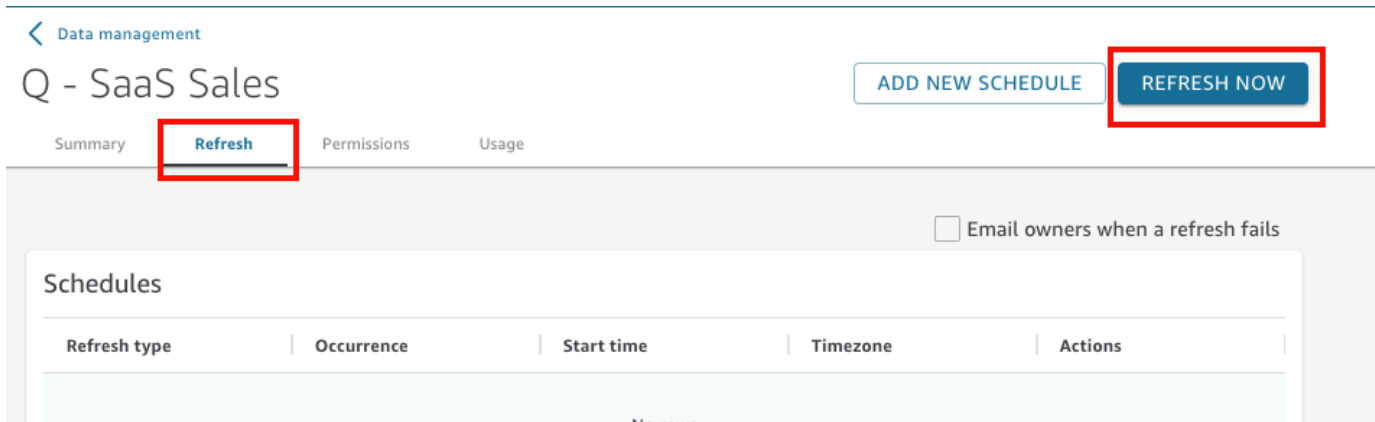 Data management
Q - SaaS Sales
ADD NEW SCHEDULE REFRESH NOW
Summary Refresh Permissions Usage
Email owners when a refresh fails
Schedules
Refresh type Occurrence Start time Timezone Actions